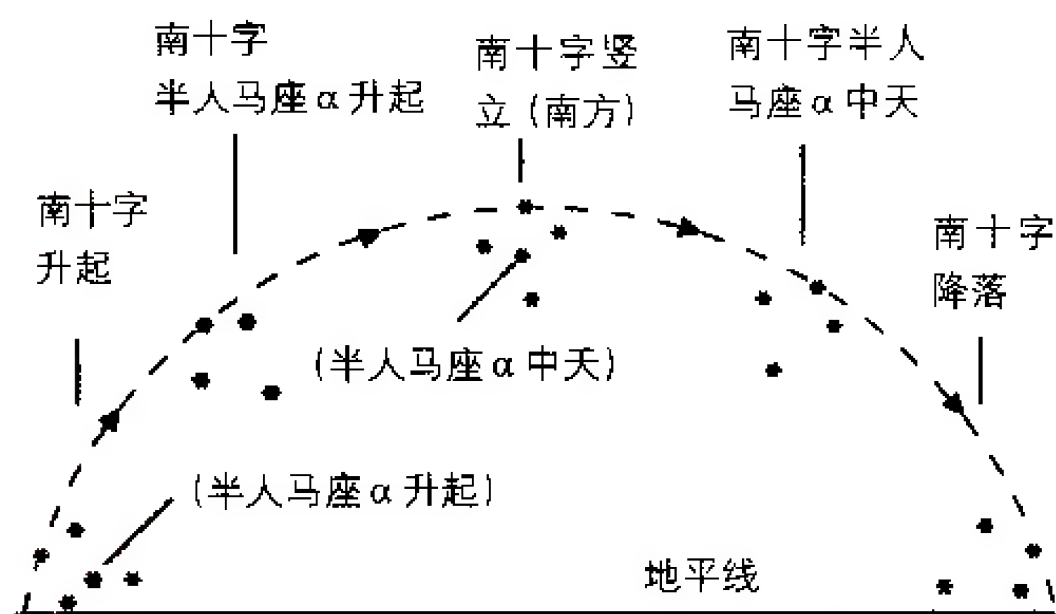 南十字
半人马座α升起
南十字竖
立(南方)
南十字半人
马座α中天
南十字
升起
南十字
降落
(半人马座α中天)
(半人马座α升起)
地平线